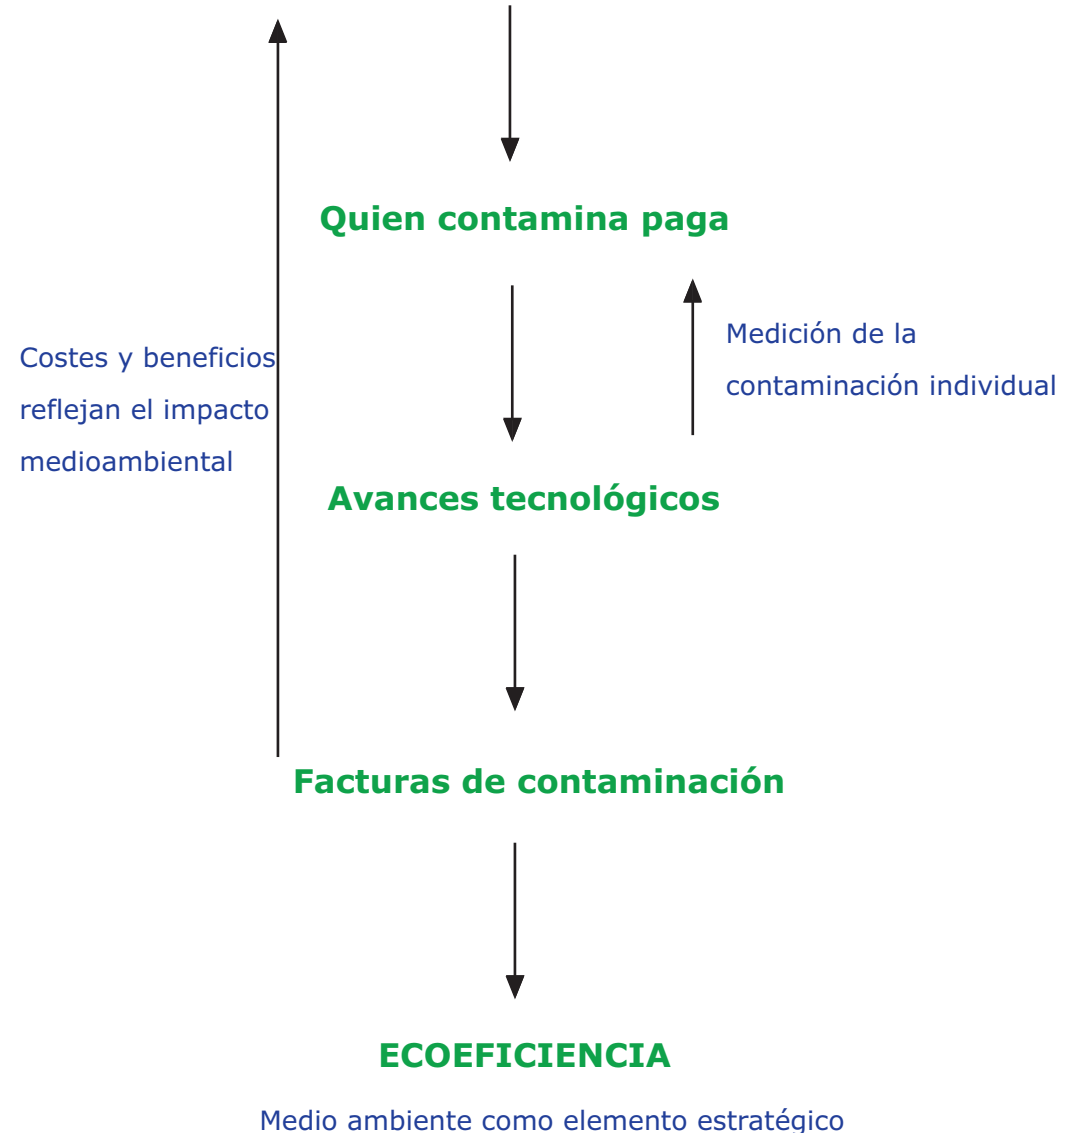 Quien contamina paga
Medición de la
contaminación individual
Costes y beneficios
reflejan el impacto
medioambiental
Avances tecnológicos
Facturas de contaminación
ECOEFICIENCIA
Medio ambiente como elemento estratégico